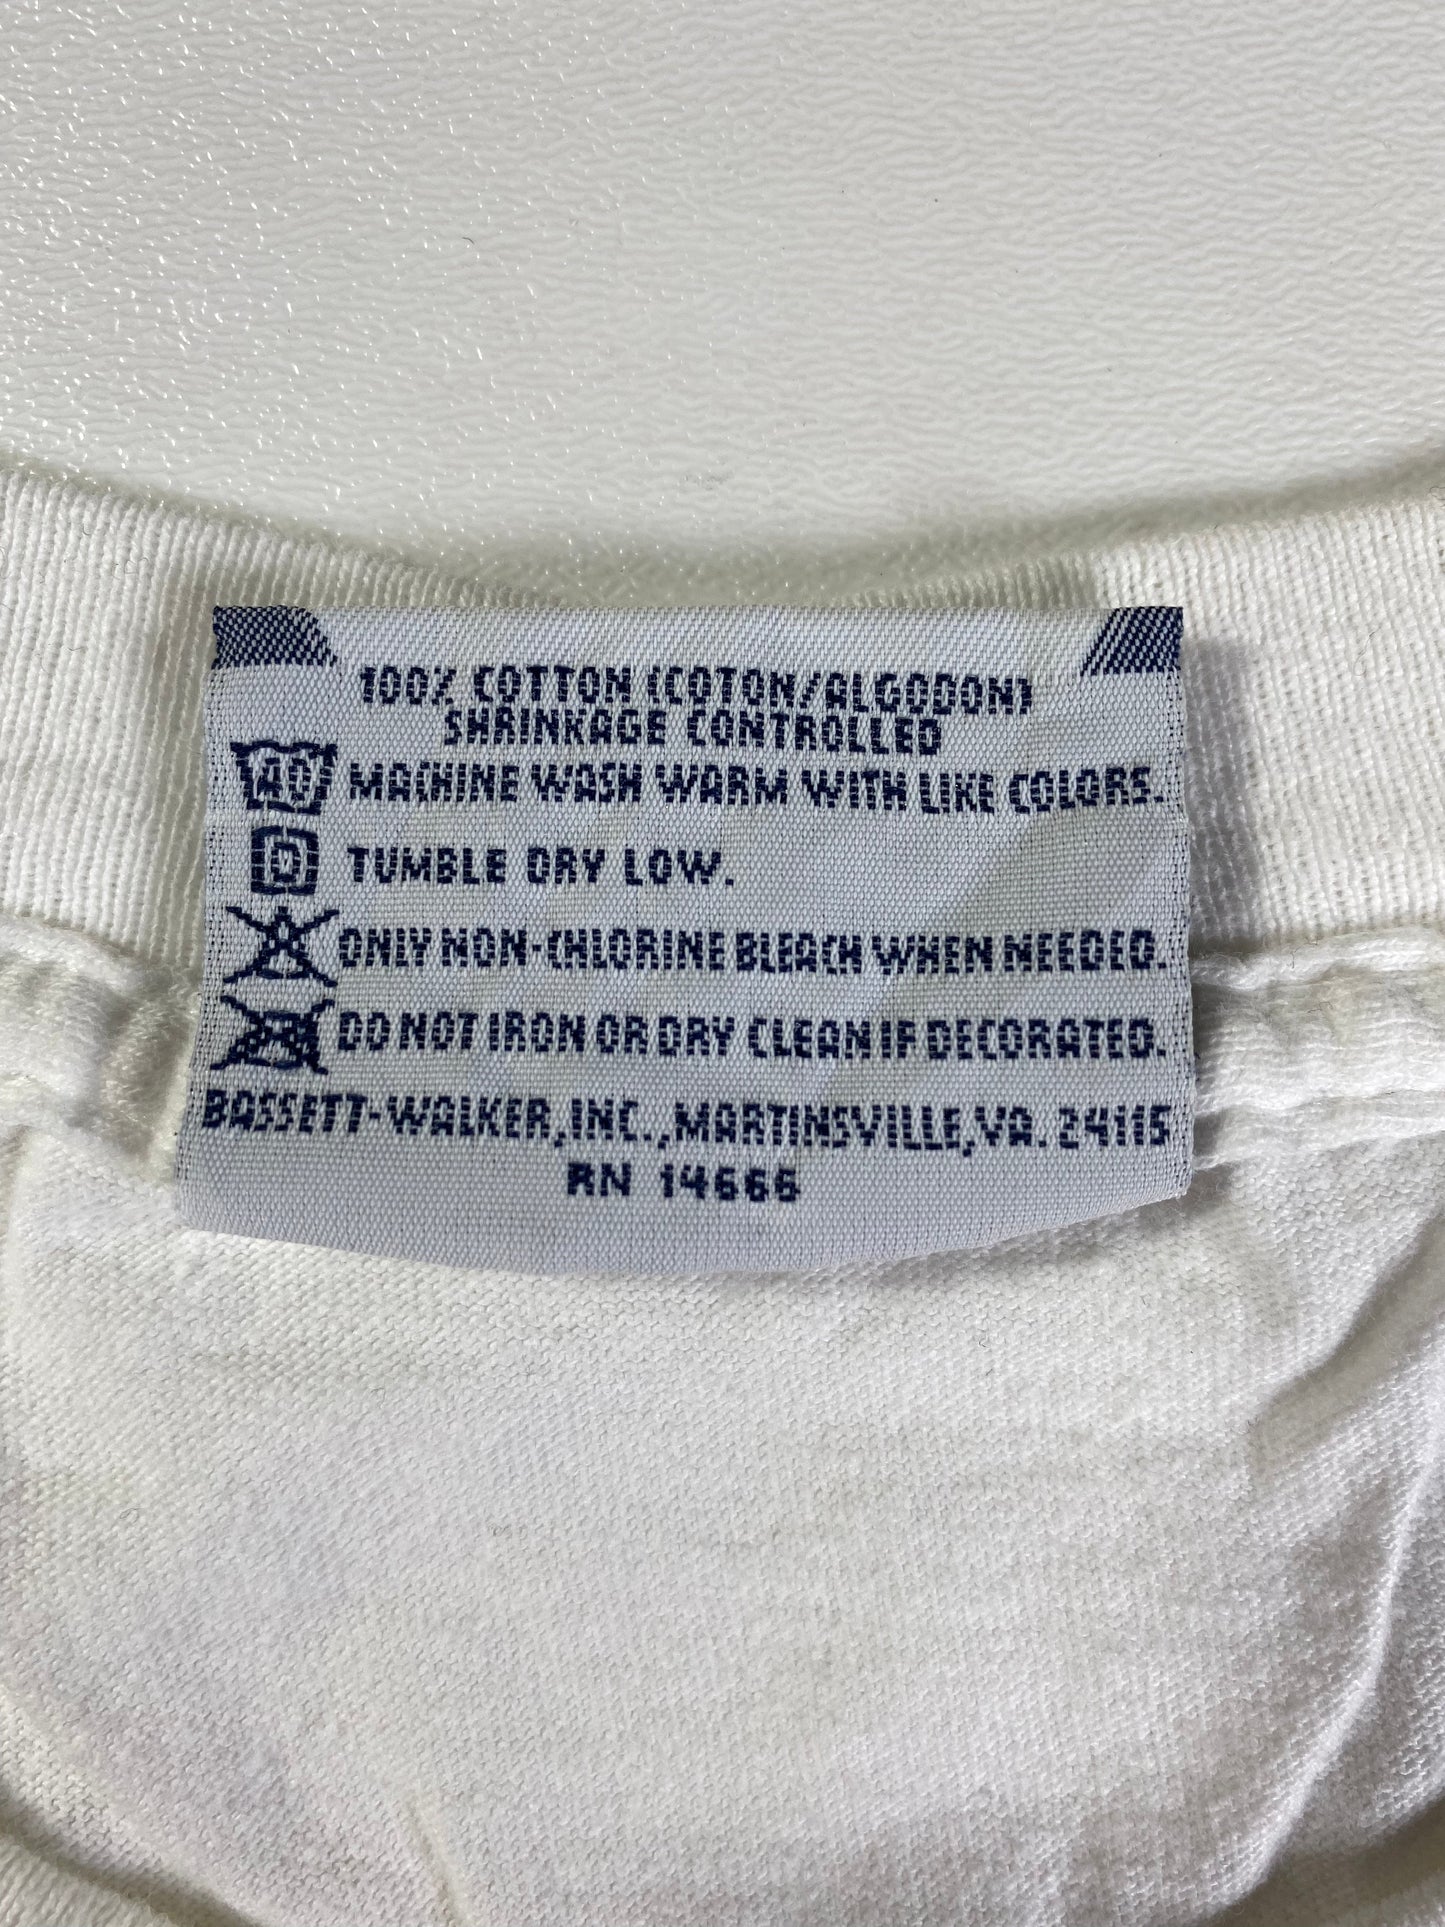 100% COTTON (COTON/ALGODON)
SHRINKAGE CONTROLLED
40 MACHINE WASH WARM WITH LIKE COLORS.
TUMBLE DRY LOW.
ONLY NON-CHLORINE BLEACH WHEN NEEDED.
DO NOT IRON OR DRY CLEAN IF DECORATED.
BASSETT-WALKER, INC., MARTINSVILLE, VA. 24115
RN 14666